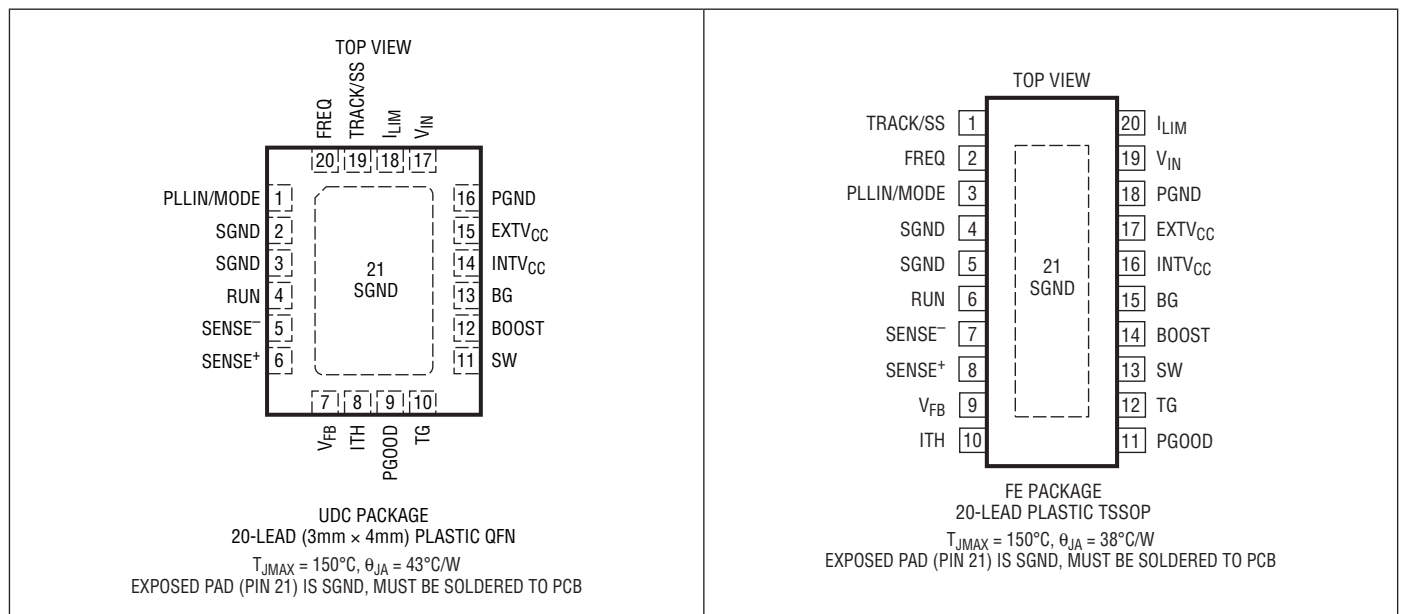 TOP VIEW
FREQ
TRACK/SS
ILIM
VIN
20 19 18 17
PLLIN/MODE 1
SGND 2
SGND 3
RUN 4
SENSE– 5
SENSE+ 6
21
SGND
16 PGND
15 EXTVCC
14 INTVCC
13 BG
12 BOOST
11 SW
7 8 9 10
VFB
ITH
PGOOD
TG
UDC PACKAGE
20-LEAD (3mm × 4mm) PLASTIC QFN
TJMAX = 150°C, θJA = 43°C/W
EXPOSED PAD (PIN 21) IS SGND, MUST BE SOLDERED TO PCB
TOP VIEW
TRACK/SS 1
FREQ 2
PLLIN/MODE 3
SGND 4
SGND 5
RUN 6
SENSE– 7
SENSE+ 8
VFB 9
ITH 10
21
SGND
20 ILIM
19 VIN
18 PGND
17 EXTVCC
16 INTVCC
15 BG
14 BOOST
13 SW
12 TG
11 PGOOD
FE PACKAGE
20-LEAD PLASTIC TSSOP
TJMAX = 150°C, θJA = 38°C/W
EXPOSED PAD (PIN 21) IS SGND, MUST BE SOLDERED TO PCB